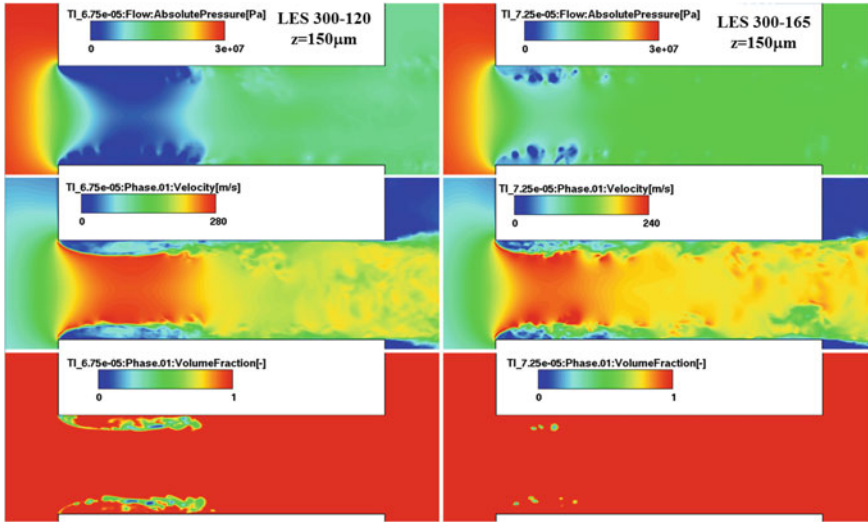 TI_6.75e-05:Flow:AbsolutePressure[Pa]
0 3e+07
LES 300-120
z=150μm
TI_7.25e-05:Flow:AbsolutePressure[Pa]
0 3e+07
LES 300-165
z=150μm
TI_6.75e-05:Phase.01:Velocity[m/s]
0 280
TI_7.25e-05:Phase.01:Velocity[m/s]
0 240
TI_6.75e-05:Phase.01:VolumeFraction[-]
0 1
TI_7.25e-05:Phase.01:VolumeFraction[-]
0 1